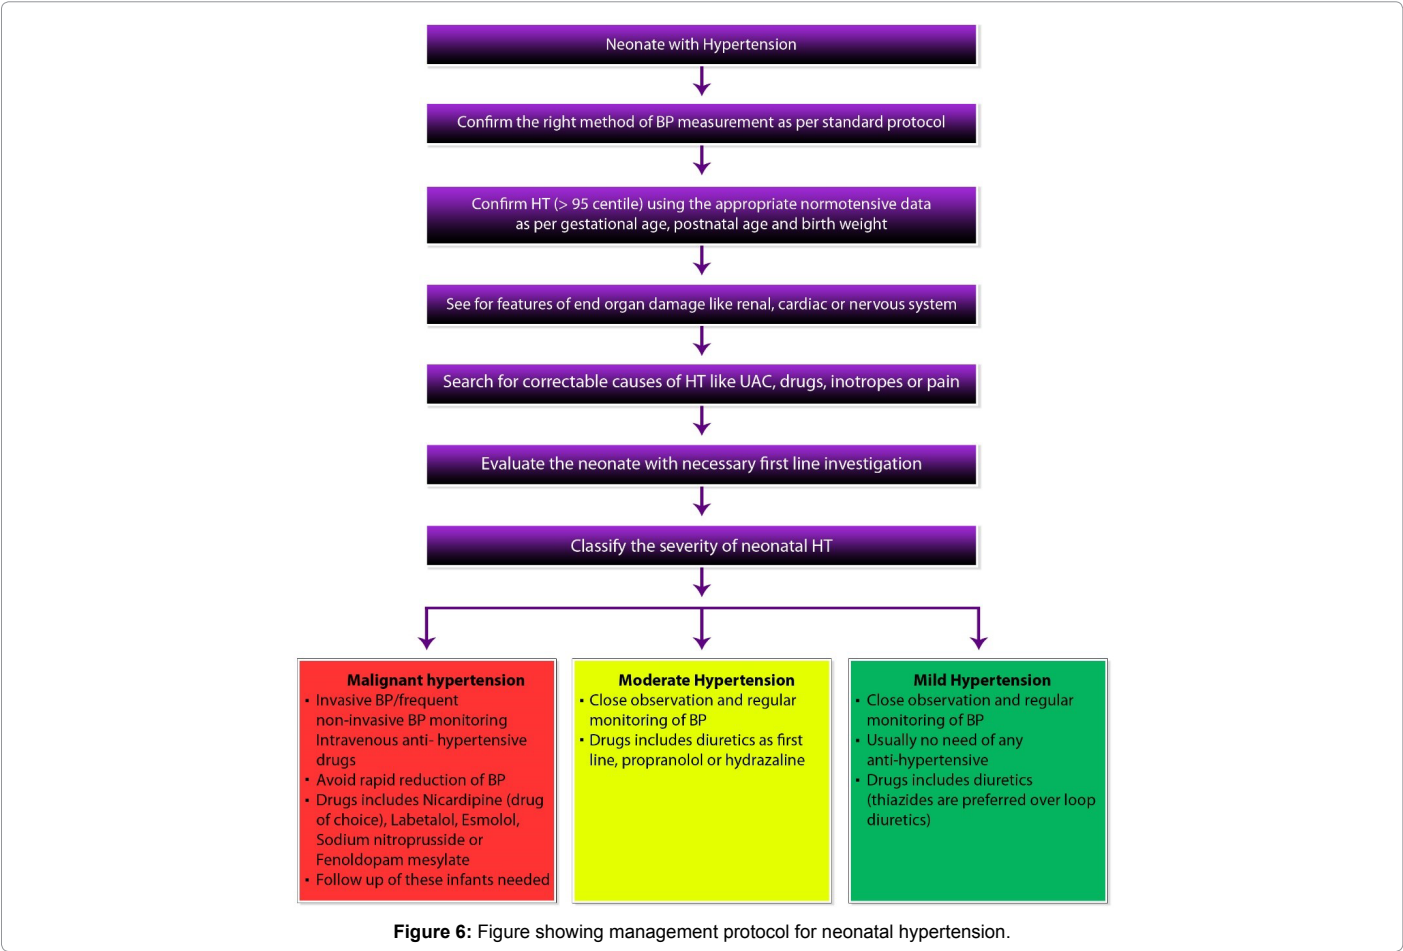 Neonate with Hypertension
Confirm the right method of BP measurement as per standard protocol
Confirm HT (> 95 centile) using the appropriate normotensive data
as per gestational age, postnatal age and birth weight
See for features of end organ damage like renal, cardiac or nervous system
Search for correctable causes of HT like UAC, drugs, inotropes or pain
Evaluate the neonate with necessary first line investigation
Classify the severity of neonatal HT
Malignant hypertension
• Invasive BP/frequent
non-invasive BP monitoring
Intravenous anti- hypertensive
drugs
• Avoid rapid reduction of BP
• Drugs includes Nicardipine (drug
of choice), Labetalol, Esmolol,
Sodium nitroprusside or
Fenoldopam mesylate
• Follow up of these infants needed
Moderate Hypertension
• Close observation and regular
monitoring of BP
• Drugs includes diuretics as first
line, propranolol or hydrazaline
Mild Hypertension
• Close observation and regular
monitoring of BP
• Usually no need of any
anti-hypertensive
• Drugs includes diuretics
(thiazides are preferred over loop
diuretics)
Figure 6: Figure showing management protocol for neonatal hypertension.